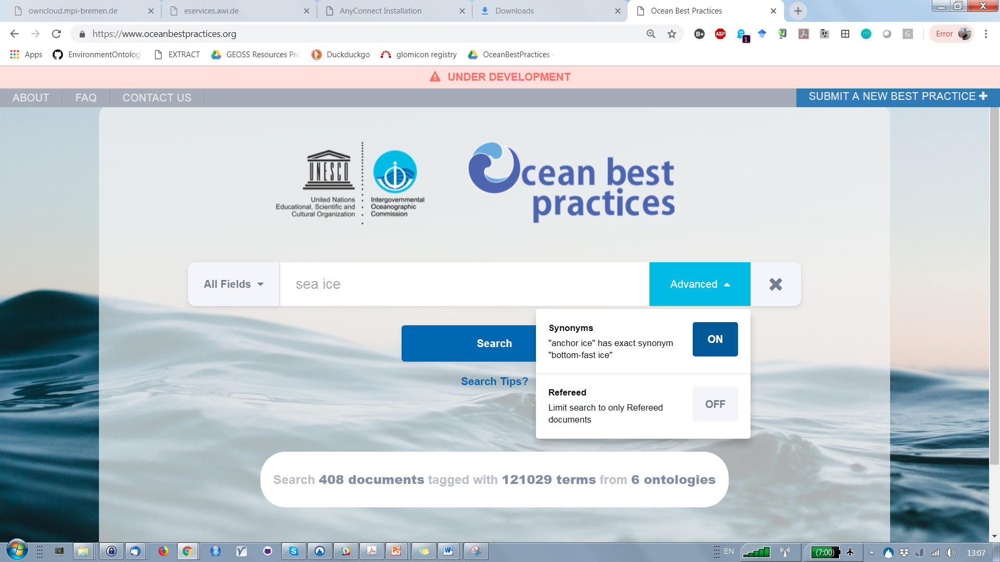 owncloud.mpi-bremen.de
eservices.awi.de
AnyConnect Installation
Downloads
Ocean Best Practices
https://www.oceanbestpractices.org
B+
ABP
1
m
G
Error
Apps
EnvironmentOntolog
EXTRACT
GEOSS Resources Pro
Duckduckgo
glomicon registry
OceanBestPractices -
UNDER DEVELOPMENT
ABOUT
FAQ
CONTACT US
SUBMIT A NEW BEST PRACTICE
UNESCO
United Nations
Educational, Scientific and
Cultural Organization
Intergovernmental
Oceanographic
Commission
Ocean best
practices
All Fields
sea ice
Advanced
Search
Synonyms
"anchor ice" has exact synonym
"bottom-fast ice"
ON
Search Tips?
Refereed
Limit search to only Refereed
documents
OFF
Search 408 documents tagged with 121029 terms from 6 ontologies
EN
(7:00)
13:07